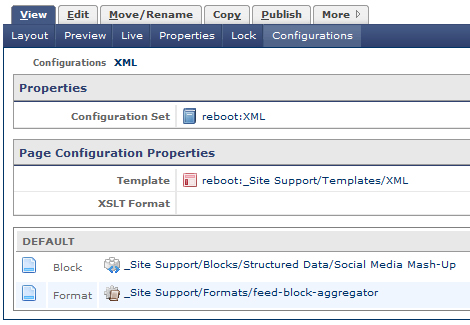 View Edit Move/Rename Copy Publish More
Layout Preview Live Properties Lock Configurations
Configurations XML
Properties
Configuration Set reboot:XML
Page Configuration Properties
Template reboot:_Site Support/Templates/XML
XSLT Format
DEFAULT
Block _Site Support/Blocks/Structured Data/Social Media Mash-Up
Format _Site Support/Formats/feed-block-aggregator